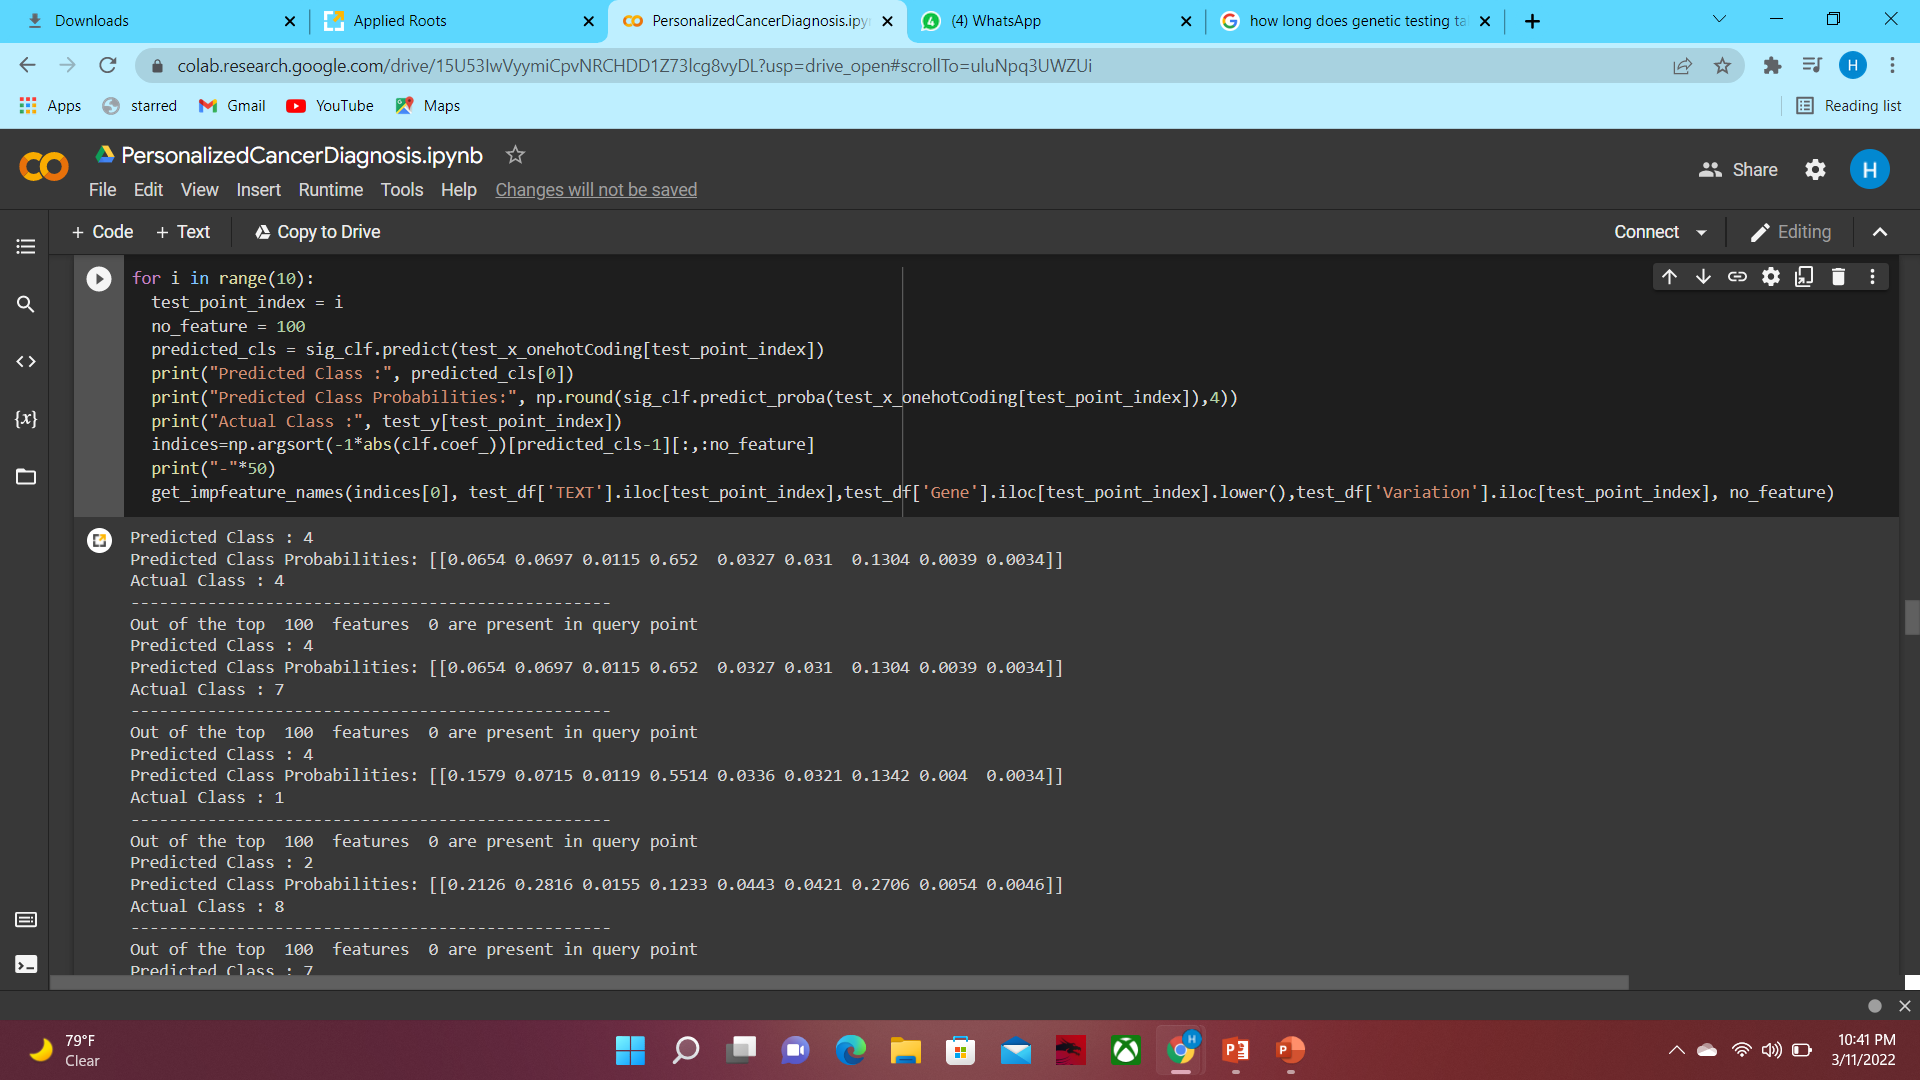 Downloads
Applied Roots
PersonalizedCancerDiagnosis.ipy
(4) WhatsApp
how long does genetic testing ta
colab.research.google.com/drive/15U53IwVyymiCpvNRCHDD1Z73lcg8vyDL?usp=drive_open#scrollTo=uluNpq3UWZUi
H
Apps
starred
Gmail
YouTube
Maps
Reading list
PersonalizedCancerDiagnosis.ipynb
Share
H
File Edit View Insert Runtime Tools Help Changes will not be saved
+ Code + Text Copy to Drive
Connect
Editing
for i in range(10):
test_point_index = i
no_feature = 100
predicted_cls = sig_clf.predict(test_x_onehotCoding[test_point_index])
print("Predicted Class :", predicted_cls[0])
print("Predicted Class Probabilities:", np.round(sig_clf.predict_proba(test_x_onehotCoding[test_point_index]),4))
print("Actual Class :", test_y[test_point_index])
indices=np.argsort(-1*abs(clf.coef_))[predicted_cls-1][:,:no_feature]
print("-"*50)
get_impfeature_names(indices[0], test_df['TEXT'].iloc[test_point_index],test_df['Gene'].iloc[test_point_index].lower(),test_df['Variation'].iloc[test_point_index], no_feature)
Predicted Class : 4
Predicted Class Probabilities: [[0.0654 0.0697 0.0115 0.652  0.0327 0.031  0.1304 0.0039 0.0034]]
Actual Class : 4
--------------------------------------------------
Out of the top  100  features  0 are present in query point
Predicted Class : 4
Predicted Class Probabilities: [[0.0654 0.0697 0.0115 0.652  0.0327 0.031  0.1304 0.0039 0.0034]]
Actual Class : 7
--------------------------------------------------
Out of the top  100  features  0 are present in query point
Predicted Class : 4
Predicted Class Probabilities: [[0.1579 0.0715 0.0119 0.5514 0.0336 0.0321 0.1342 0.004  0.0034]]
Actual Class : 1
--------------------------------------------------
Out of the top  100  features  0 are present in query point
Predicted Class : 2
Predicted Class Probabilities: [[0.2126 0.2816 0.0155 0.1233 0.0443 0.0421 0.2706 0.0054 0.0046]]
Actual Class : 8
--------------------------------------------------
Out of the top  100  features  0 are present in query point
Predicted Class : 7
79°F
Clear
10:41 PM
3/11/2022